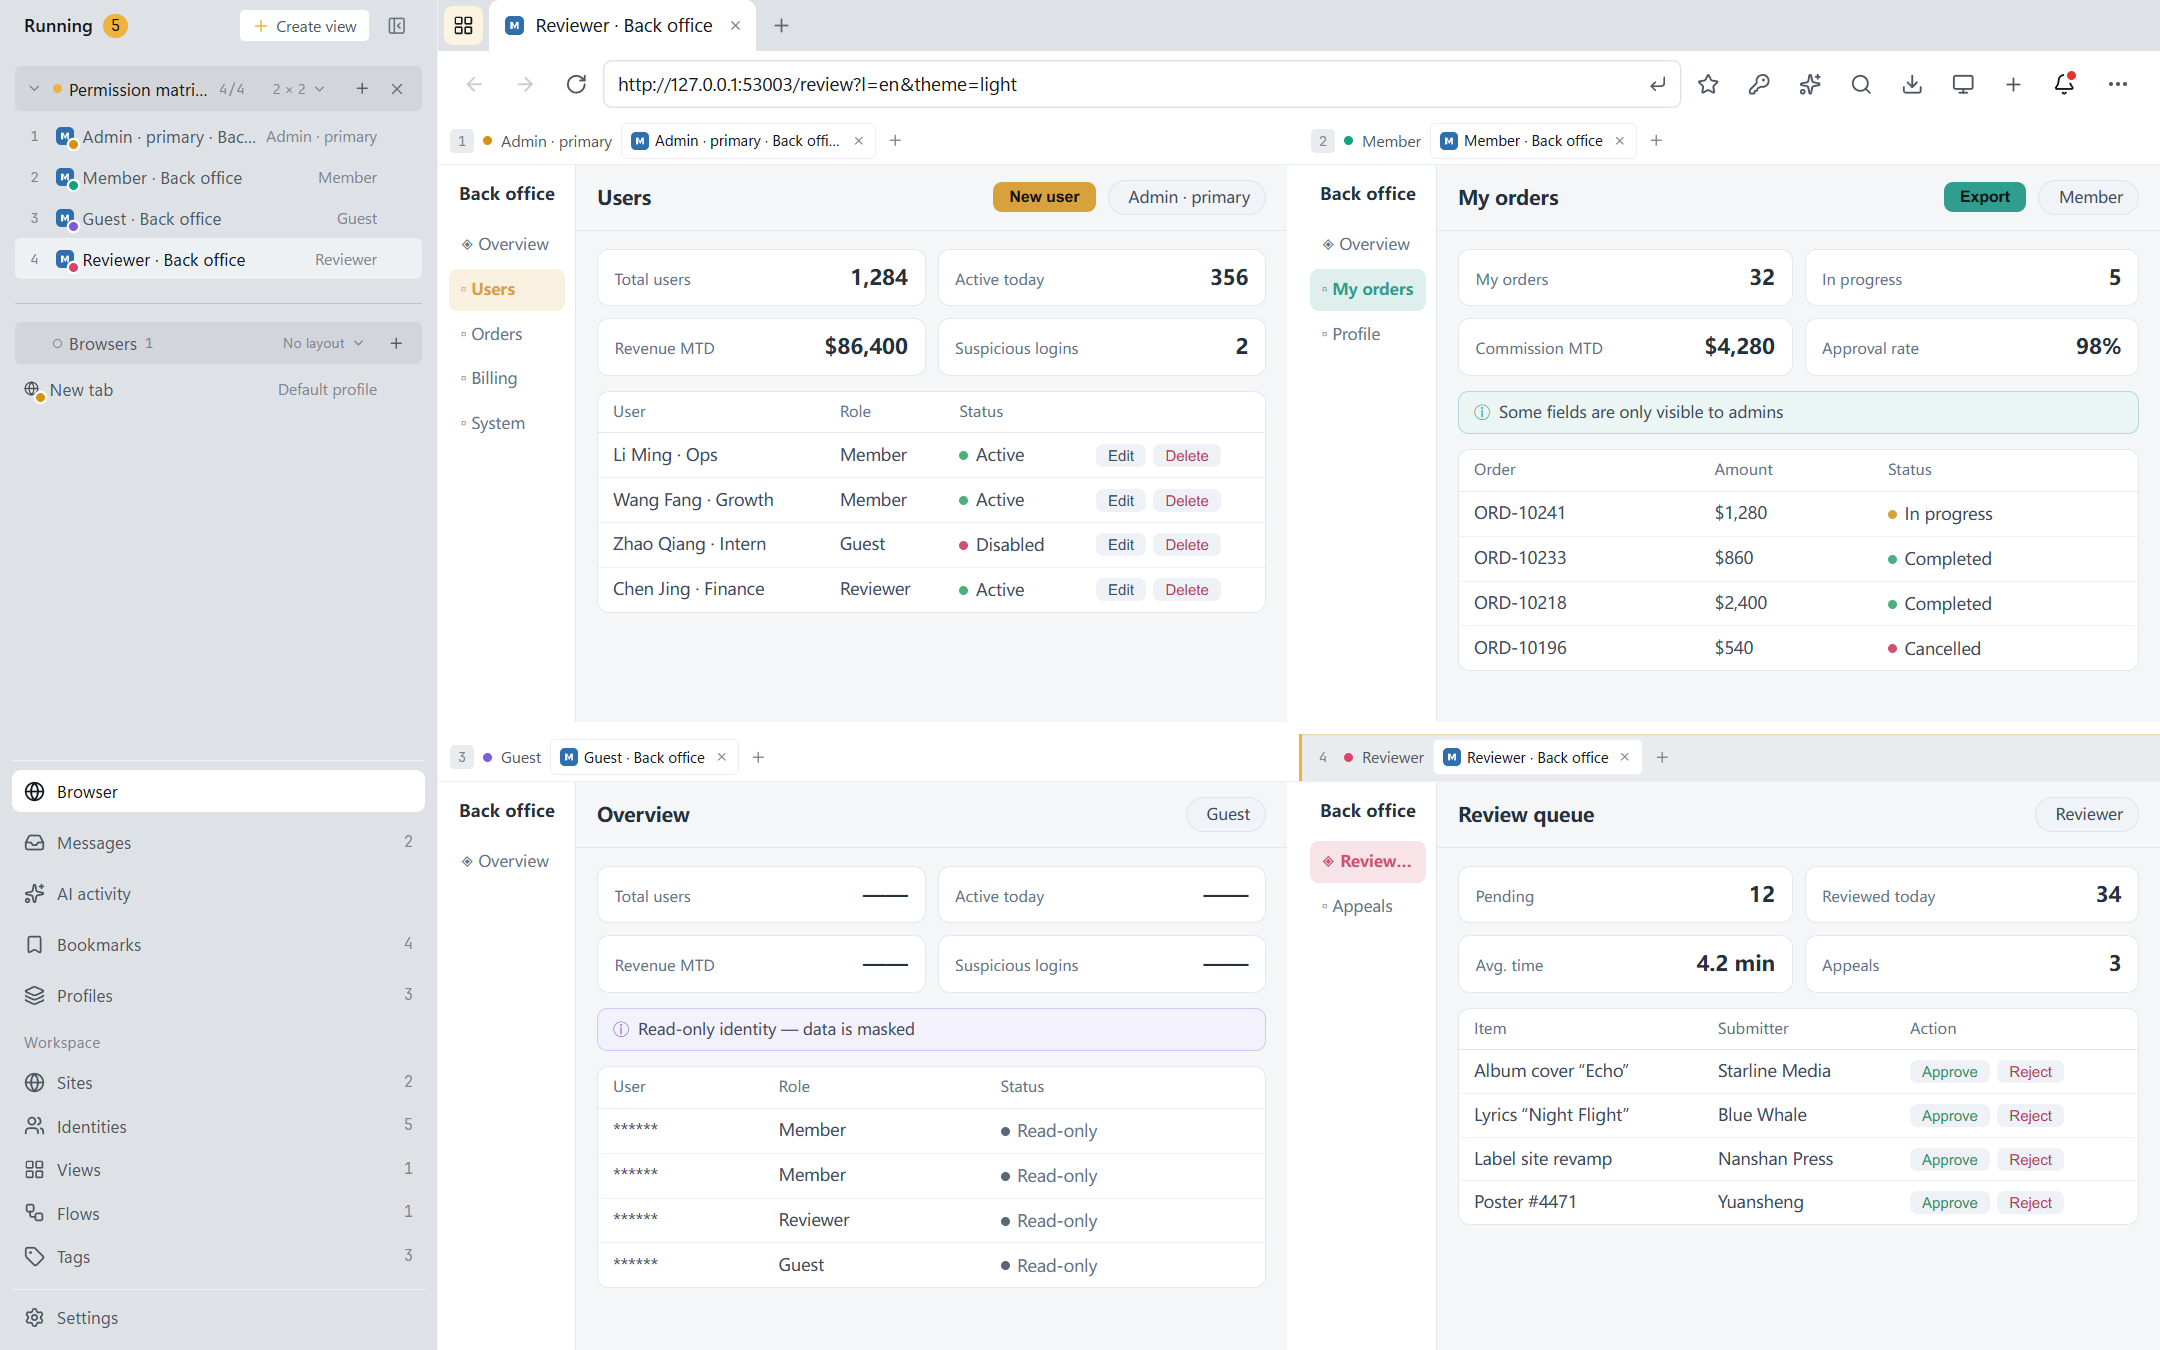 Running 5
Create view
Permission matri... 4/4 2 × 2
1 Admin · primary · Bac... Admin · primary
2 Member · Back office Member
3 Guest · Back office Guest
4 Reviewer · Back office Reviewer
Browsers 1 No layout
New tab Default profile
Browser
Messages 2
AI activity
Bookmarks 4
Profiles 3
Workspace
Sites 2
Identities 5
Views 1
Flows 1
Tags 3
Settings
M Reviewer · Back office
http://127.0.0.1:53003/review?l=en&theme=light
1 Admin · primary M Admin · primary · Back offi...
Back office
Overview
Users
Orders
Billing
System
Users
New user Admin · primary
Total users 1,284
Active today 356
Revenue MTD $86,400
Suspicious logins 2
User Role Status
Li Ming · Ops Member Active Edit Delete
Wang Fang · Growth Member Active Edit Delete
Zhao Qiang · Intern Guest Disabled Edit Delete
Chen Jing · Finance Reviewer Active Edit Delete
2 Member M Member · Back office
Back office
Overview
My orders
Profile
My orders
Export Member
My orders 32
In progress 5
Commission MTD $4,280
Approval rate 98%
Some fields are only visible to admins
Order Amount Status
ORD-10241 $1,280 In progress
ORD-10233 $860 Completed
ORD-10218 $2,400 Completed
ORD-10196 $540 Cancelled
3 Guest M Guest · Back office
Back office
Overview
Overview
Guest
Total users ——
Active today ——
Revenue MTD ——
Suspicious logins ——
Read-only identity — data is masked
User Role Status
****** Member Read-only
****** Member Read-only
****** Reviewer Read-only
****** Guest Read-only
4 Reviewer M Reviewer · Back office
Back office
Review...
Appeals
Review queue
Reviewer
Pending 12
Reviewed today 34
Avg. time 4.2 min
Appeals 3
Item Submitter Action
Album cover “Echo” Starline Media Approve Reject
Lyrics “Night Flight” Blue Whale Approve Reject
Label site revamp Nanshan Press Approve Reject
Poster #4471 Yuansheng Approve Reject